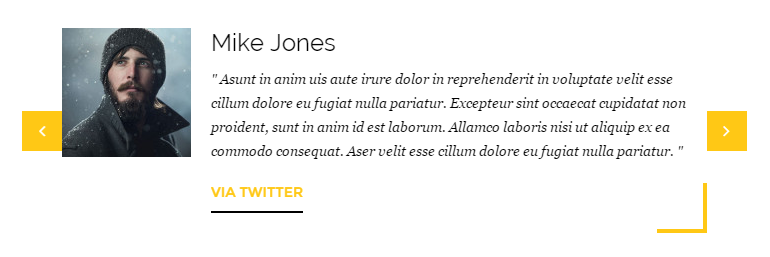 Mike Jones
" Asunt in anim uis aute irure dolor in reprehenderit in voluptate velit esse
cillum dolore eu fugiat nulla pariatur. Excepteur sint occaecat cupidatat non
proident, sunt in anim id est laborum. Allamco laboris nisi ut aliquip ex ea
commodo consequat. Aser velit esse cillum dolore eu fugiat nulla pariatur. "
VIA TWITTER